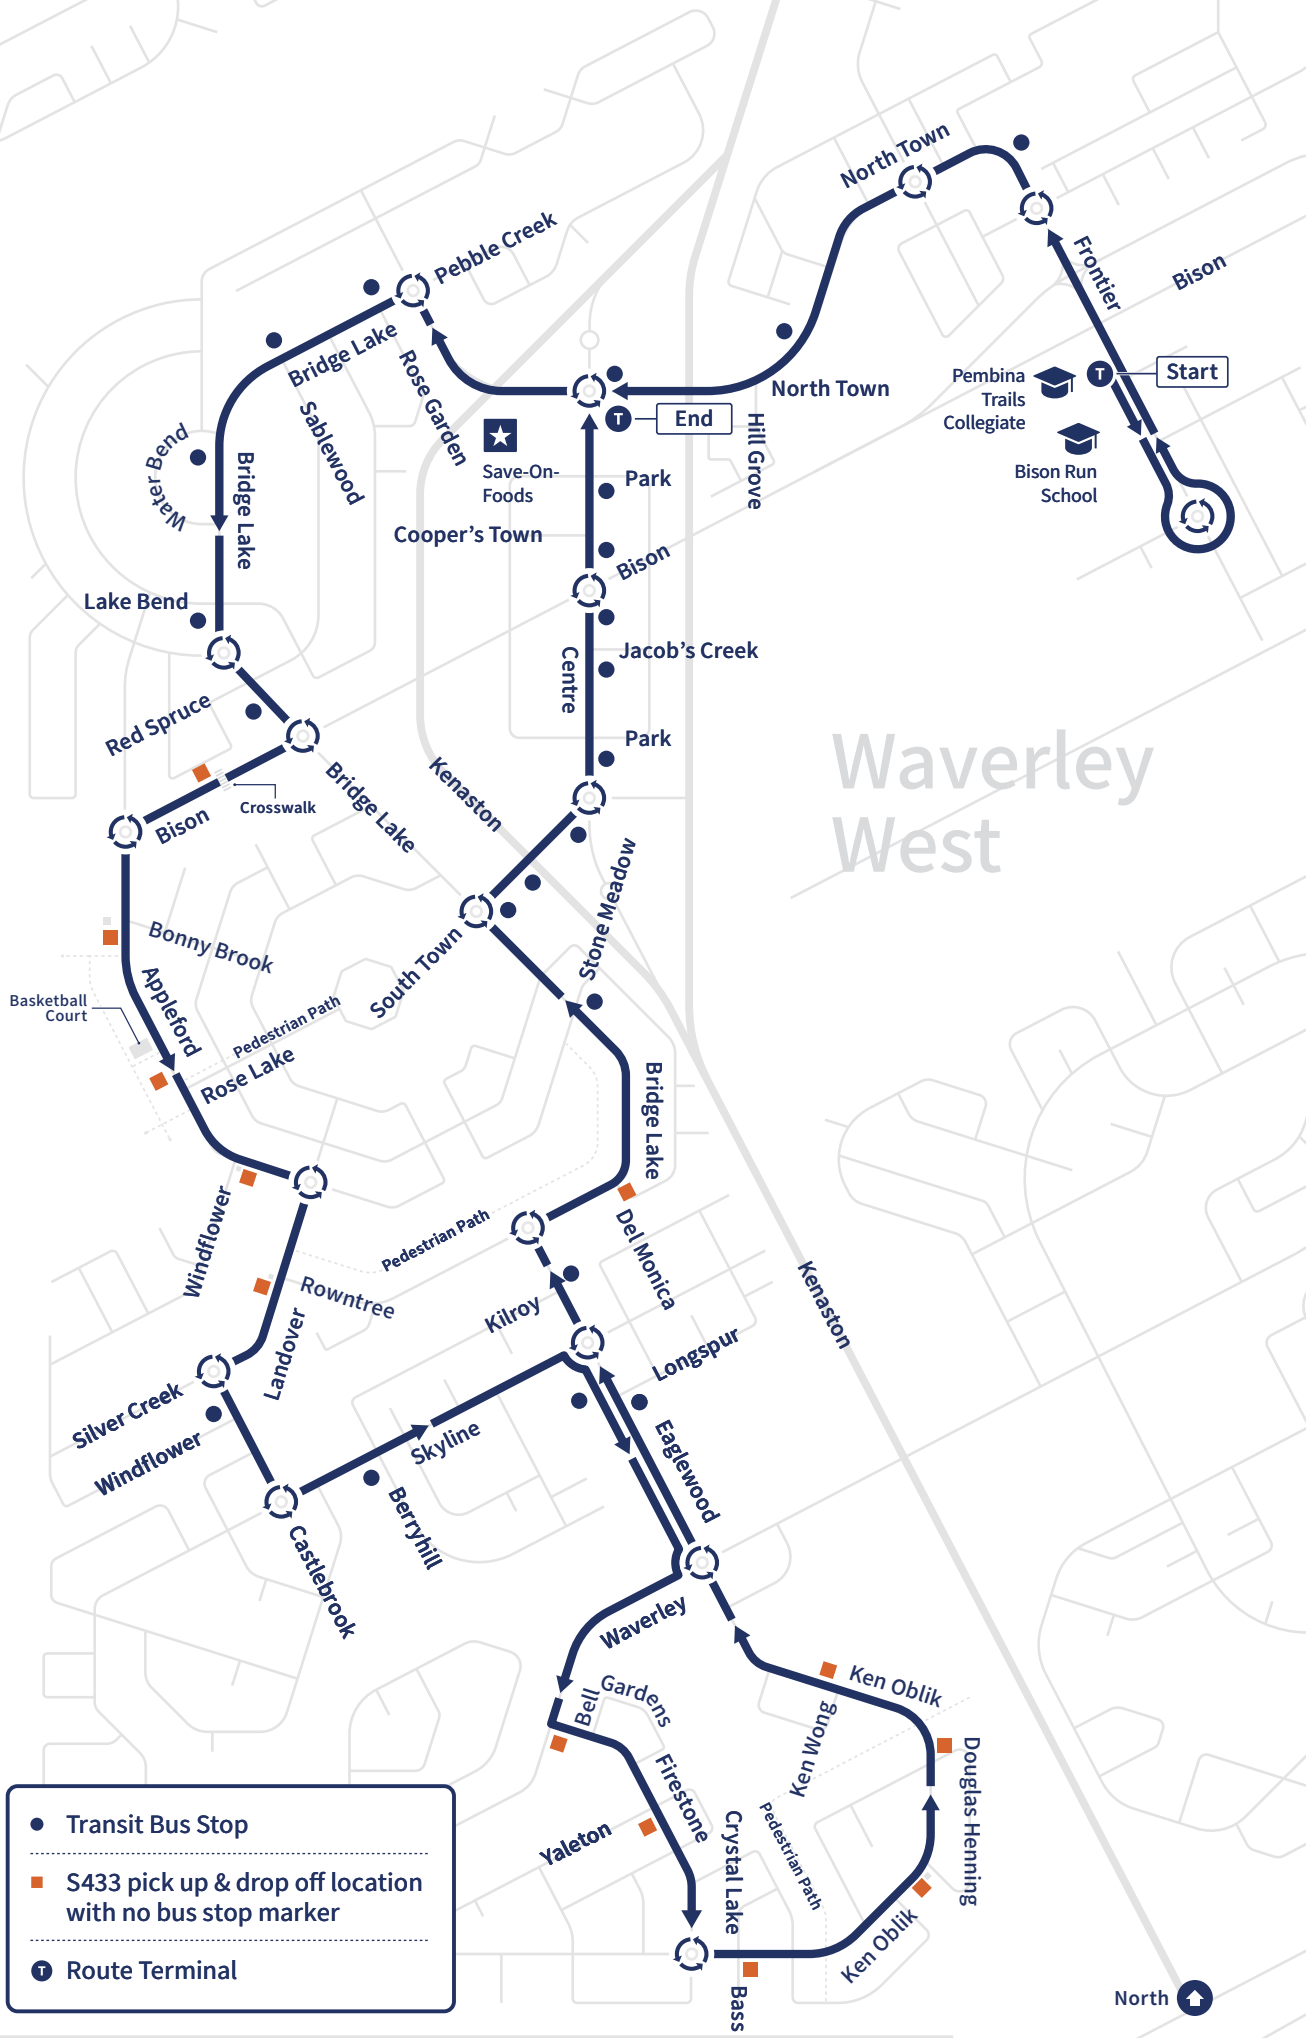 North Town
Pebble Creek
Frontier
Bison
Bridge Lake
Rose Garden
Sablewood
Pembina
Trails
Collegiate
T
Start
North Town
T
End
Hill Grove
Save-On-
Foods
Bison Run
School
Water Bend
Bridge Lake
Park
Cooper's Town
Bison
Lake Bend
Jacob's Creek
Centre
Red Spruce
Park
Waverley
West
Kenaston
Bridge Lake
Crosswalk
Bison
Stone Meadow
Bonny Brook
South Town
Appleford
Basketball
Court
Pedestrian Path
Rose Lake
Bridge Lake
Windflower
Pedestrian Path
Del Monica
Kenaston
Rowntree
Kilroy
Landover
Longspur
Silver Creek
Windflower
Skyline
Eaglewood
Berryhill
Castlebrook
Waverley
Bell
Gardens
Ken Oblik
Ken Wong
Firestone
Douglas Henning
Yaleton
Crystal Lake
Pedestrian Path
Ken Oblik
Bass
Transit Bus Stop
S433 pick up & drop off location
with no bus stop marker
T
Route Terminal
North